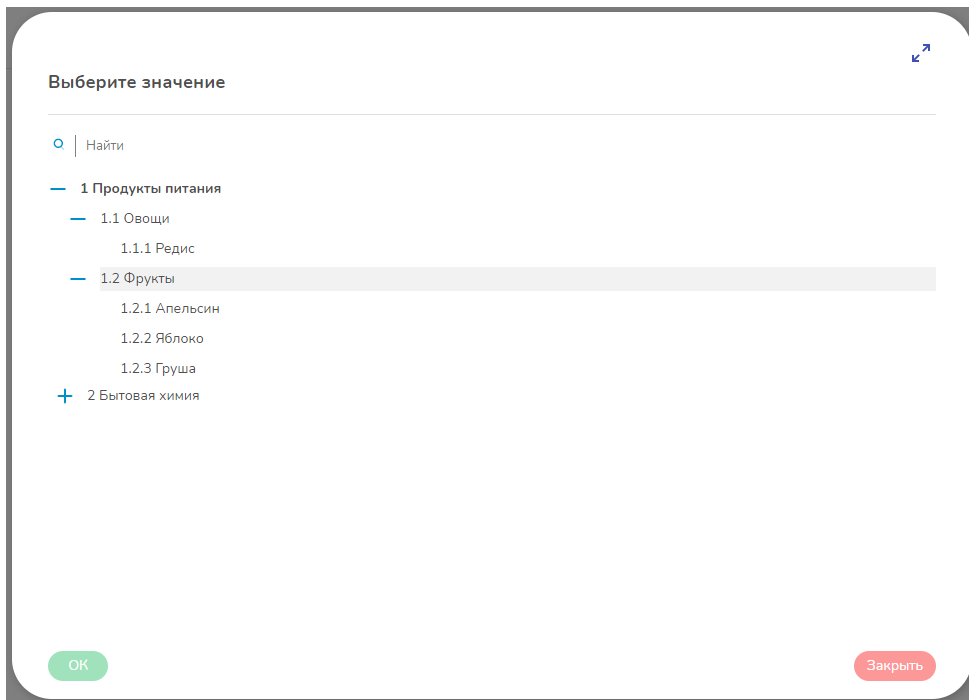 Выберите значение
Найти
1 Продукты питания
1.1 Овощи
1.1.1 Редис
1.2 Фрукты
1.2.1 Апельсин
1.2.2 Яблоко
1.2.3 Груша
2 Бытовая химия
ОК
Закрыть